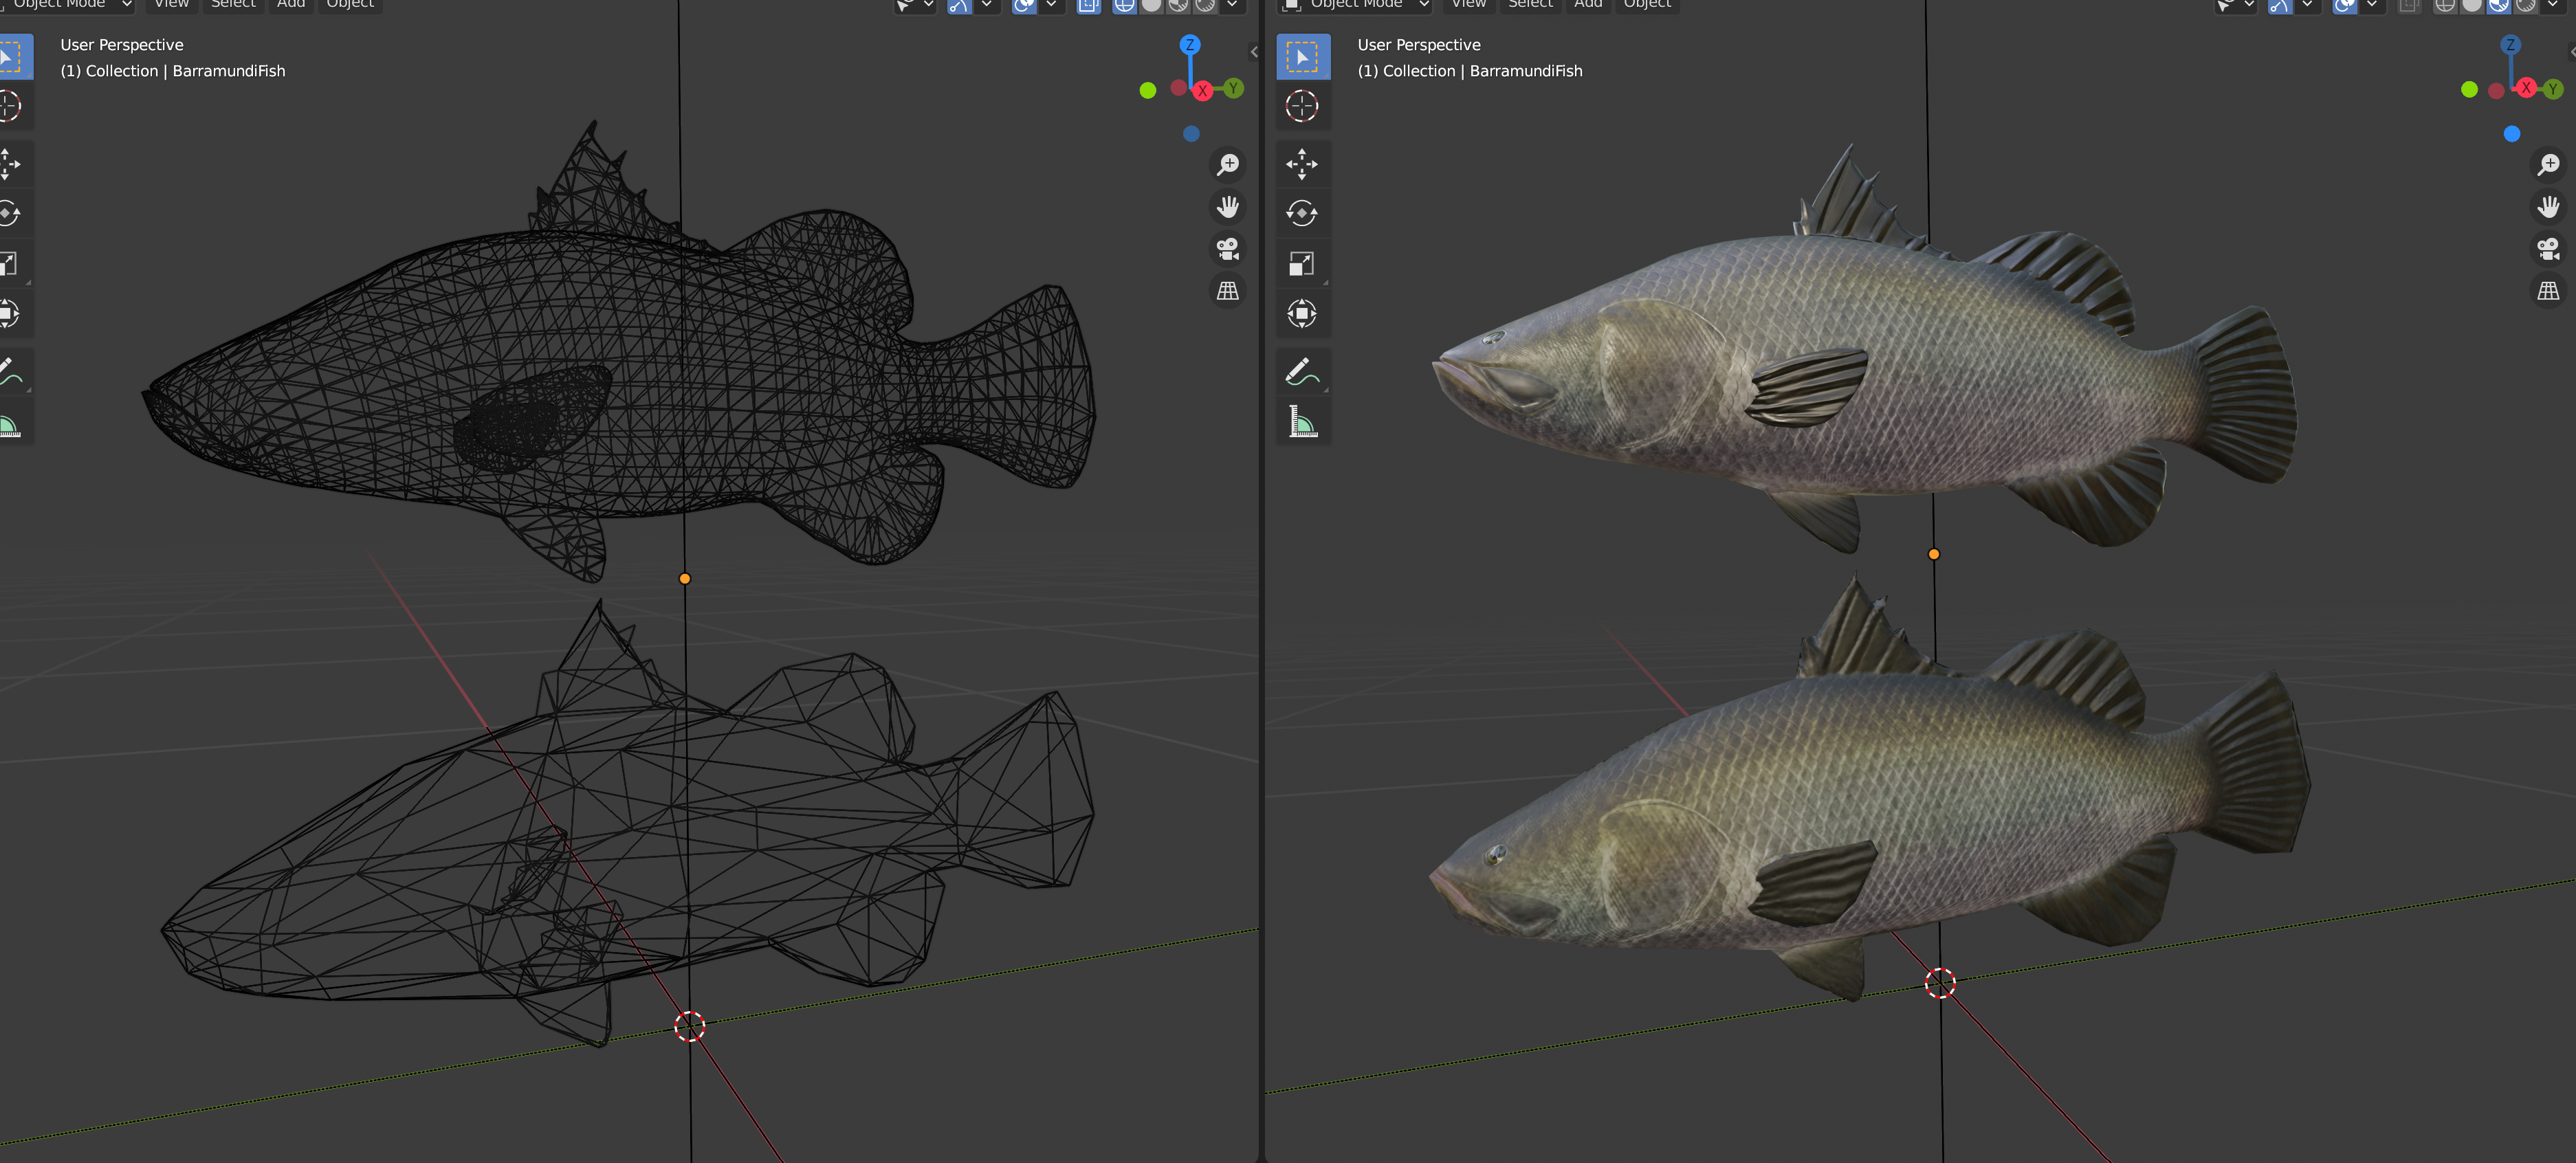 Object Mode View Select Add Object
User Perspective
(1) Collection | BarramundiFish
Z
X
Y
Object Mode View Select Add Object
User Perspective
(1) Collection | BarramundiFish
Z
X
Y